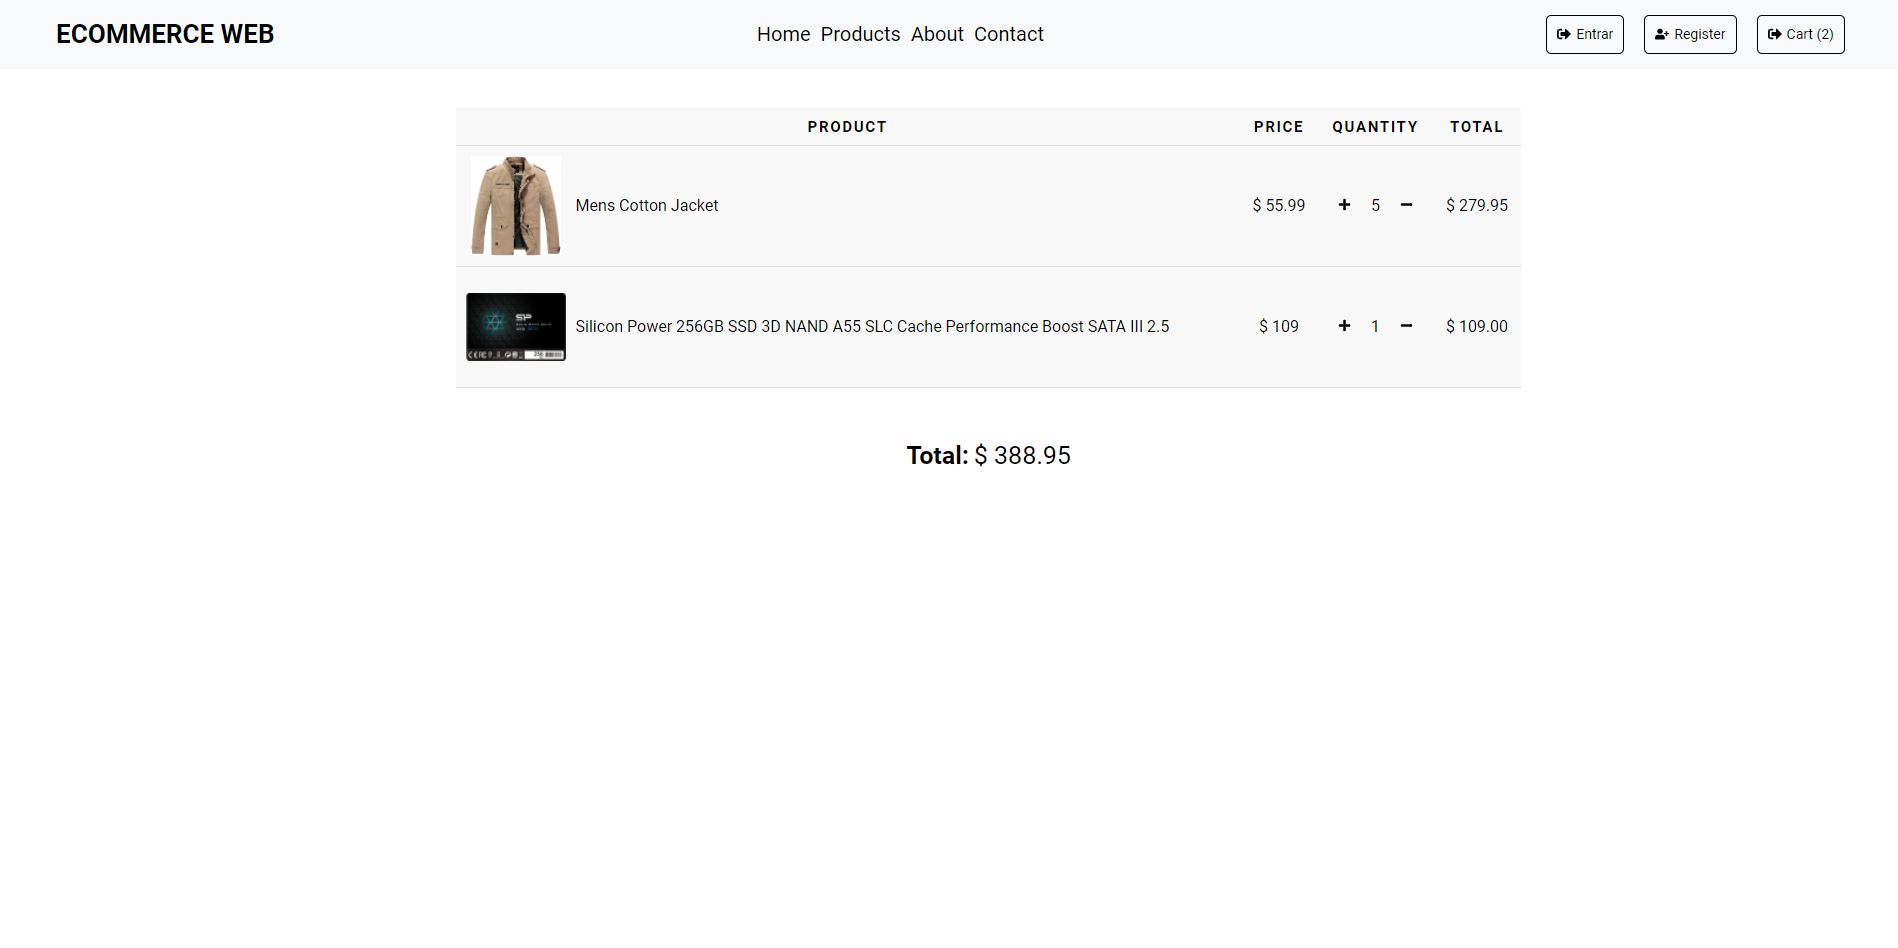 ECOMMERCE WEB
Home Products About Contact
Entrar
Register
Cart (2)
PRODUCT PRICE QUANTITY TOTAL
Mens Cotton Jacket $ 55.99 5 $ 279.95
SP
Silicon Power 256GB SSD 3D NAND A55 SLC Cache Performance Boost SATA III 2.5 $ 109 1 $ 109.00
Total: $ 388.95